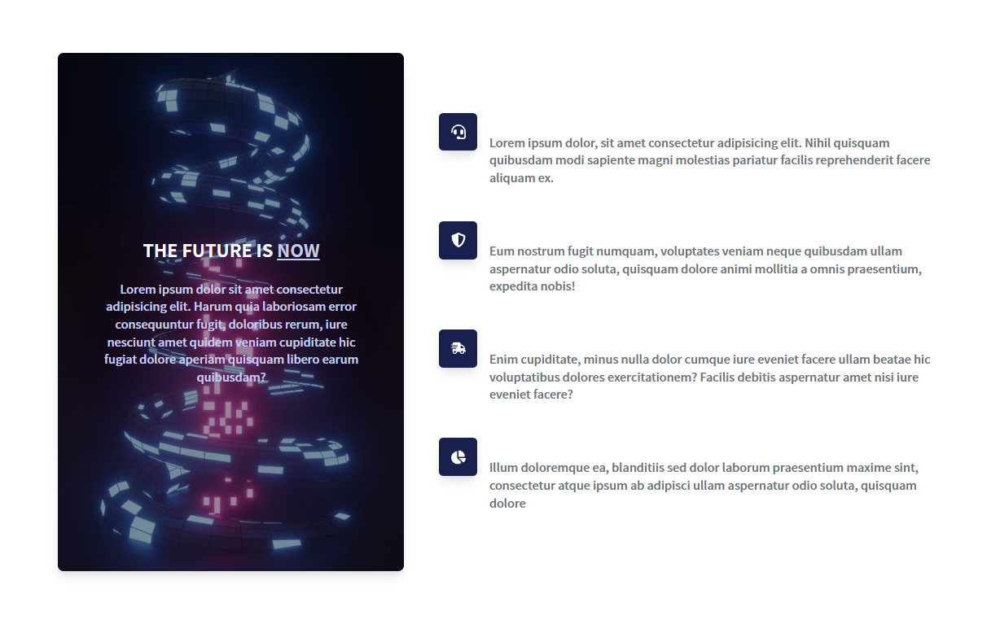 THE FUTURE IS NOW
Lorem ipsum dolor sit amet consectetur
adipisicing elit. Harum quia laboriosam error
consequuntur fugit, doloribus rerum, iure
nesciunt amet quidem veniam cupiditate hic
fugiat dolore aperiam quisquam libero earum
quibusdam?
Lorem ipsum dolor, sit amet consectetur adipisicing elit. Nihil quisquam
quibusdam modi sapiente magni molestias pariatur facilis reprehenderit facere
aliquam ex.
Eum nostrum fugit numquam, voluptates veniam neque quibusdam ullam
aspernatur odio soluta, quisquam dolore animi mollitia a omnis praesentium,
expedita nobis!
Enim cupiditate, minus nulla dolor cumque iure eveniet facere ullam beatae hic
voluptatibus dolores exercitationem? Facilis debitis aspernatur amet nisi iure
eveniet facere?
Illum doloremque ea, blanditiis sed dolor laborum praesentium maxime sint,
consectetur atque ipsum ab adipisci ullam aspernatur odio soluta, quisquam
dolore